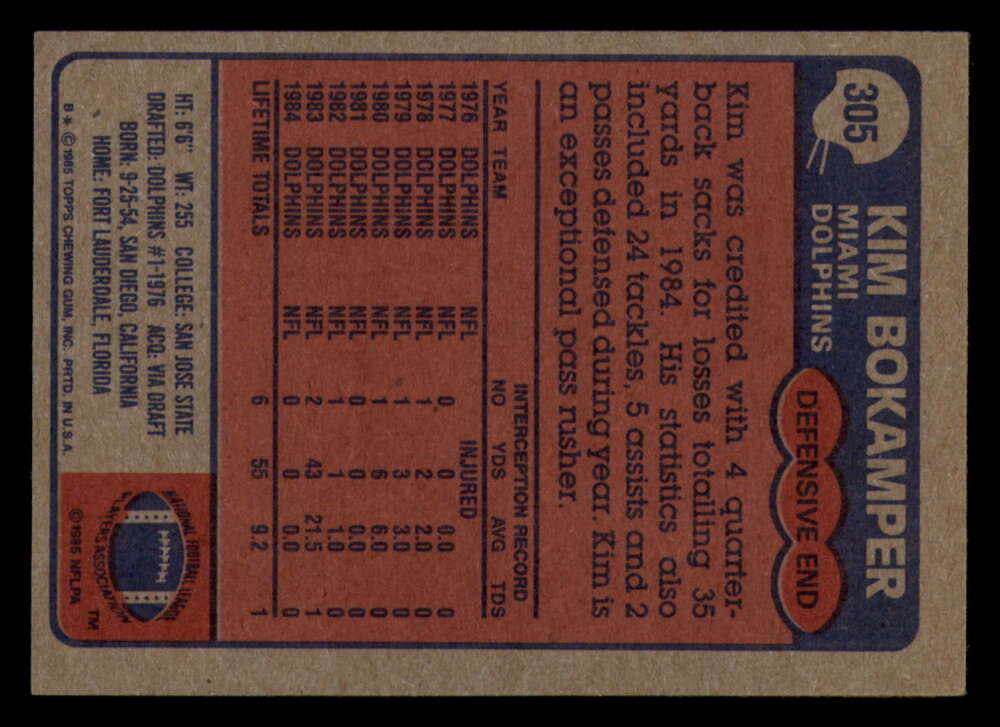 305
KIM BOKAMPER
MIAMI
DOLPHINS
DEFENSIVE END
Kim was credited with 4 quarter-
back sacks for losses totalling 35
yards in 1984. His statistics also
included 24 tackles, 5 assists and 2
passes defensed during year. Kim is
an exceptional pass rusher.
INTERCEPTION RECORD
YEAR TEAM NO YDS AVG TDS
1976 DOLPHINS NFL INJURED
1977 DOLPHINS NFL 0 0 0.0 0
1978 DOLPHINS NFL 1 2 2.0 0
1979 DOLPHINS NFL 1 3 3.0 0
1980 DOLPHINS NFL 1 6 6.0 0
1981 DOLPHINS NFL 0 0 0.0 0
1982 DOLPHINS NFL 1 1 1.0 0
1983 DOLPHINS NFL 2 43 21.5 1
1984 DOLPHINS NFL 0 0 0.0 0
LIFETIME TOTALS 6 55 9.2 1
HT: 6'6" WT: 255 COLLEGE: SAN JOSE STATE
DRAFTED: DOLPHINS #1-1976 ACQ: VIA DRAFT
BORN: 9-25-54, SAN DIEGO, CALIFORNIA
HOME: FORT LAUDERDALE, FLORIDA
B* © 1985 TOPPS CHEWING GUM, INC. PRTD. IN U.S.A.
NATIONAL FOOTBALL LEAGUE
PLAYERS ASSOCIATION
TM
© 1985 NFLPA